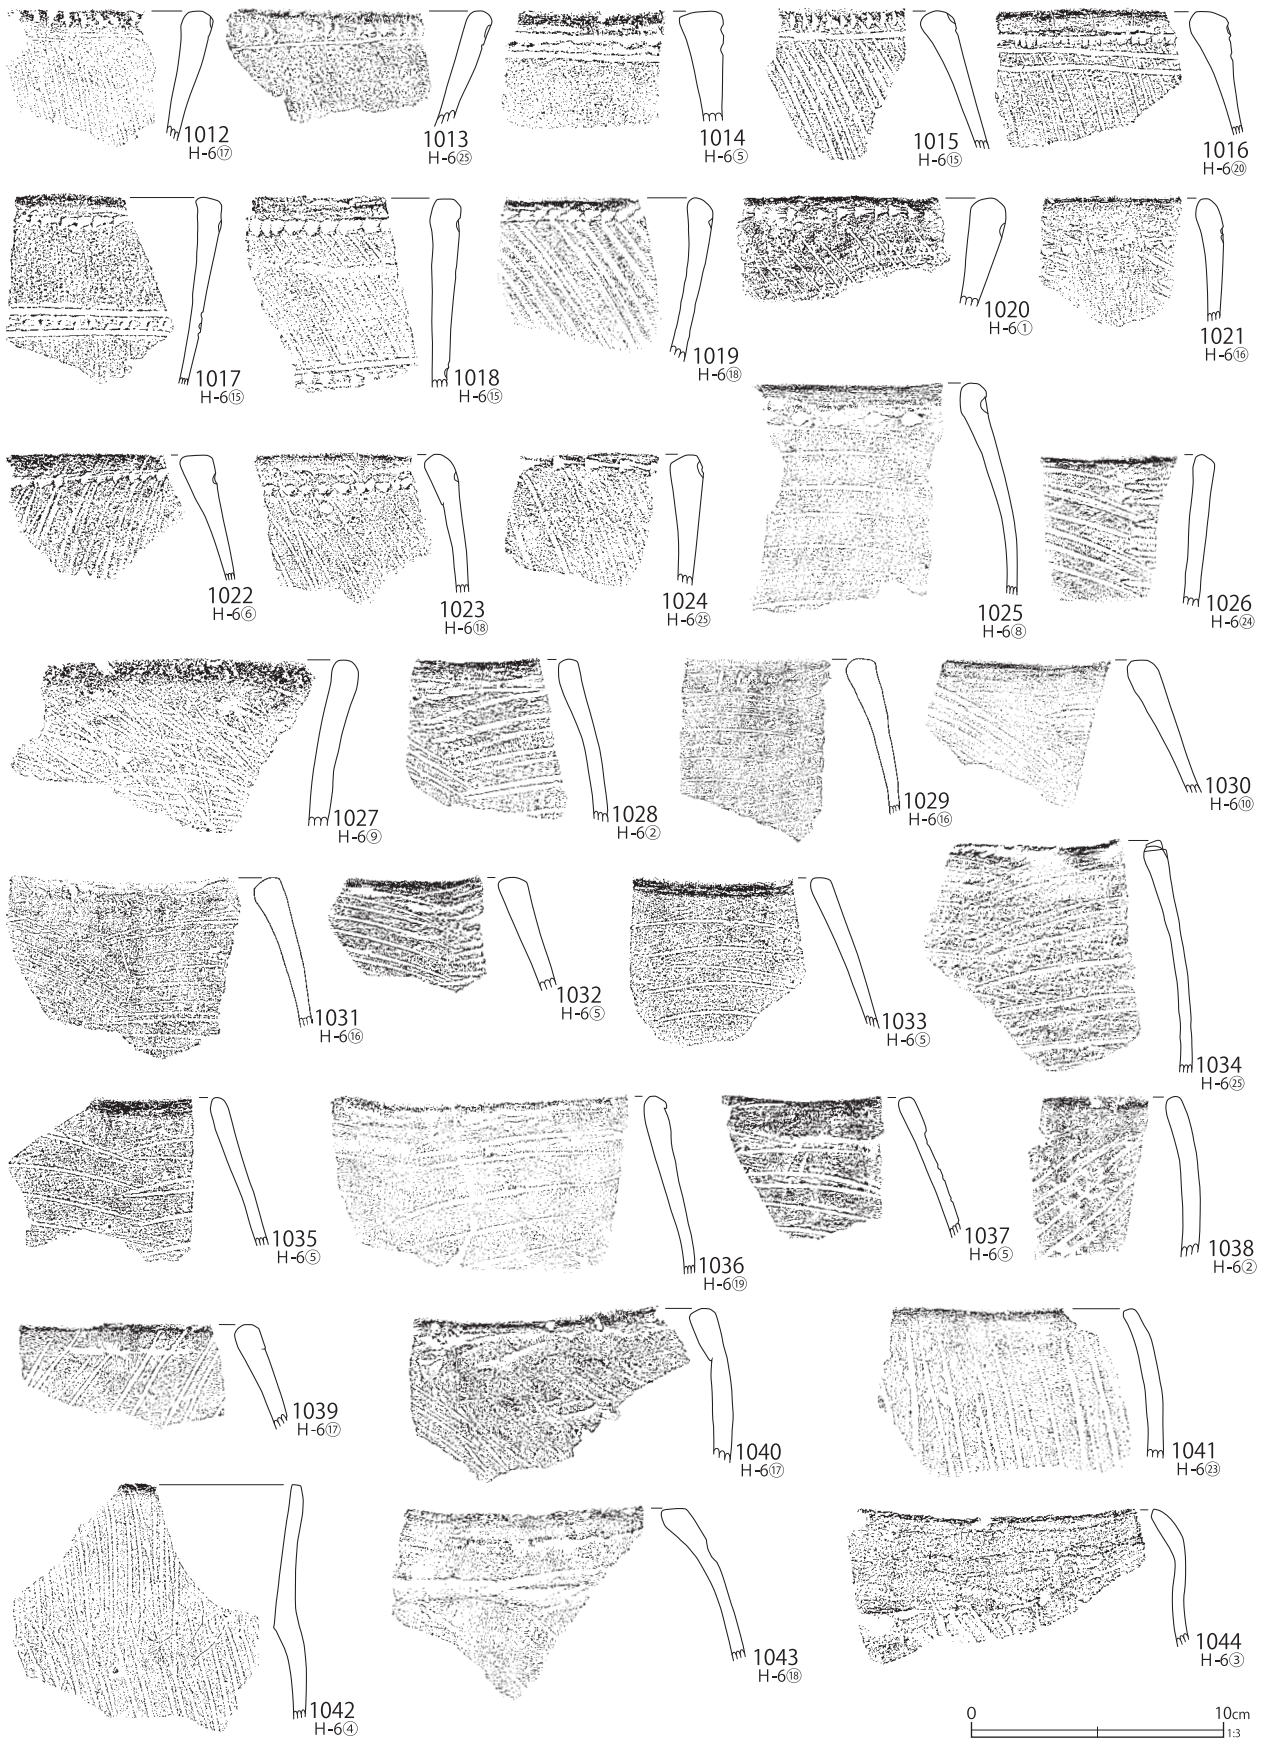 1012
H-6⑰
1013
H-6㉕
1014
H-6⑤
1015
H-6⑮
1016
H-6⑳
1017
H-6⑮
1018
H-6⑮
1019
H-6⑱
1020
H-6①
1021
H-6⑯
1022
H-6⑥
1023
H-6⑱
1024
H-6㉕
1025
H-6⑧
1026
H-6㉔
1027
H-6⑨
1028
H-6②
1029
H-6⑯
1030
H-6⑩
1031
H-6⑯
1032
H-6⑤
1033
H-6⑤
1034
H-6㉕
1035
H-6⑤
1036
H-6⑲
1037
H-6⑤
1038
H-6②
1039
H-6⑰
1040
H-6⑰
1041
H-6㉓
1042
H-6④
1043
H-6⑱
1044
H-6③
0 10cm
1:3